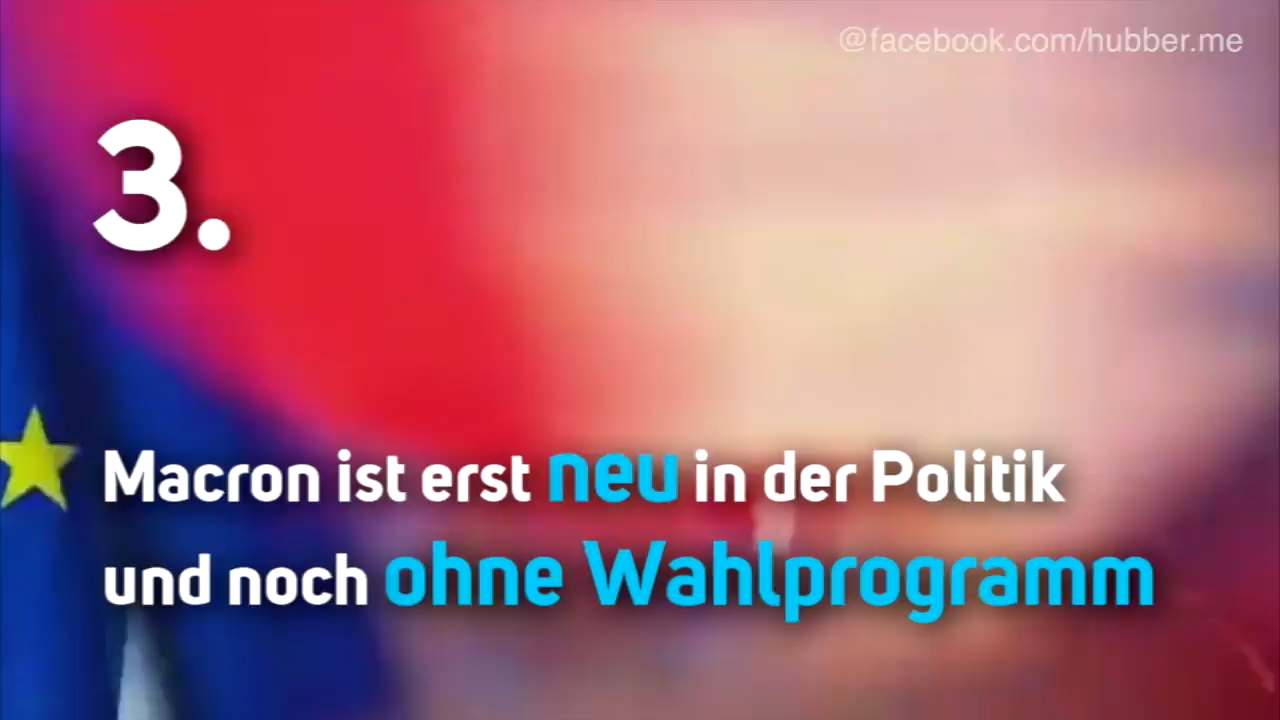 @facebook.com/hubber.me
3.
Macron ist erst neu in der Politik
und noch ohne Wahlprogramm